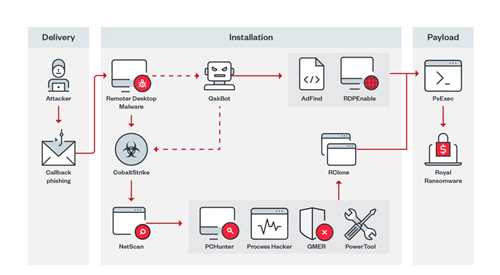 Delivery
Installation
Payload
Attacker
Remoter Desktop
Malware
QakBot
AdFind
RDPEnable
PsExec
Callback
phishing
CobaltStrike
RClone
Royal
Ransomware
NetScan
PCHunter
Process Hacker
GMER
PowerTool